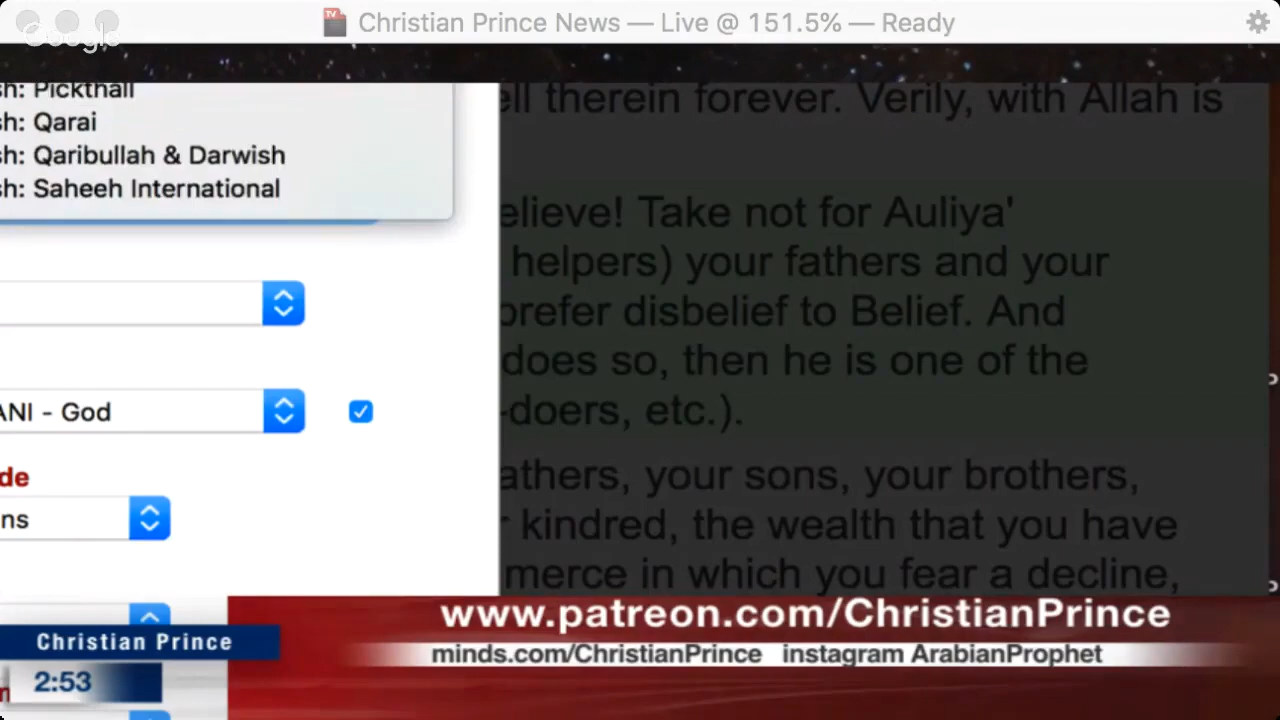 Google
TV
Christian Prince News — Live @ 151.5% — Ready
sh: Pickthall
sh: Qarai
sh: Qaribullah & Darwish
sh: Saheeh International
ANI - God
de
ns
ell therein forever. Verily, with Allah is
elieve! Take not for Auliya'
helpers) your fathers and your
prefer disbelief to Belief. And
does so, then he is one of the
-doers, etc.).
athers, your sons, your brothers,
r kindred, the wealth that you have
merce in which you fear a decline,
www.patreon.com/ChristianPrince
Christian Prince
minds.com/ChristianPrince instagram ArabianProphet
2:53